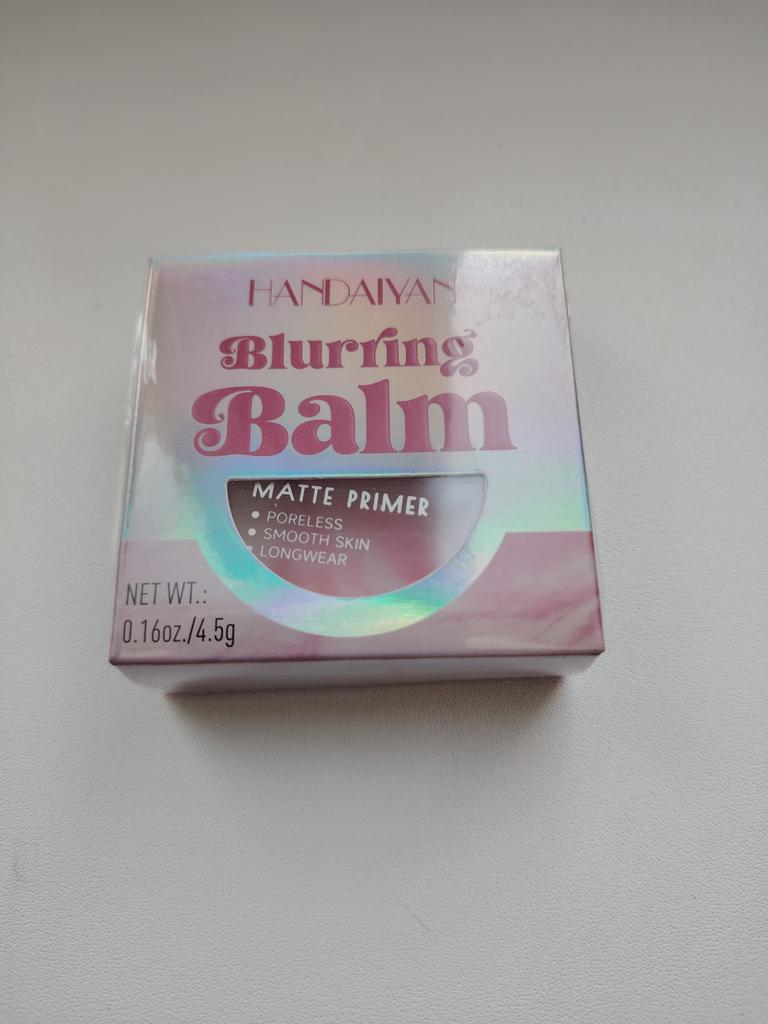 HANDAIYAN
Blurring
Balm
MATTE PRIMER
• PORELESS
• SMOOTH SKIN
• LONGWEAR
NET WT.:
0.16oz./4.5g